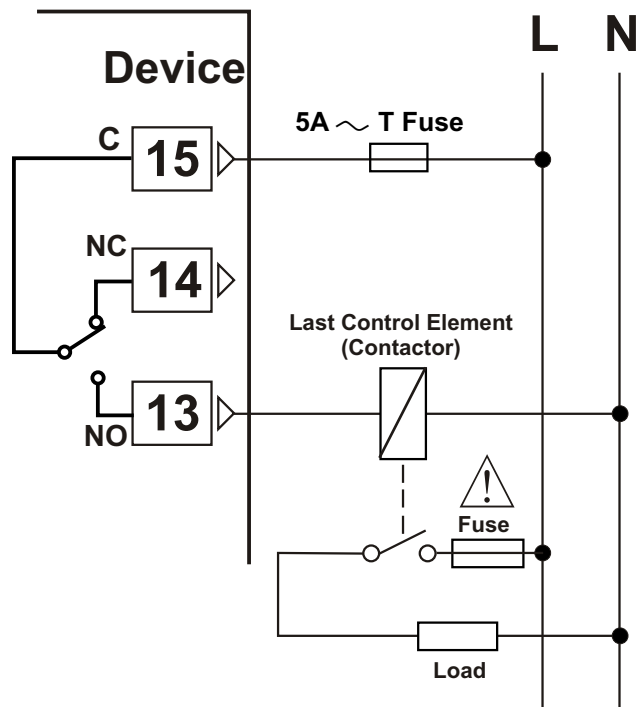 L N
Device
5A ~ T Fuse
C
15
NC
14
Last Control Element
(Contactor)
13
NO
!
Fuse
Load